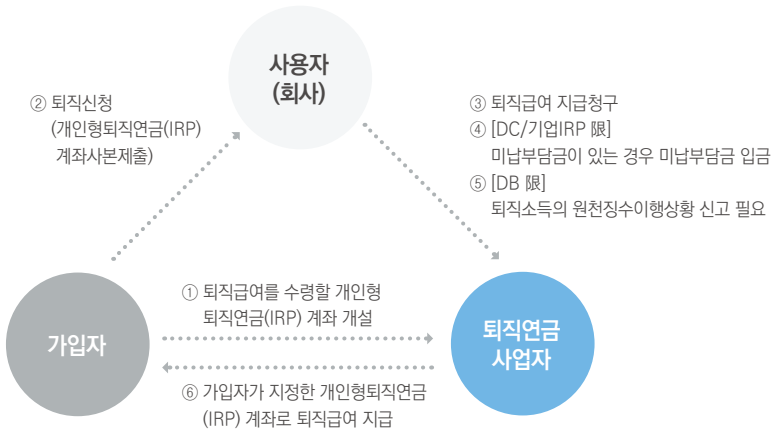 사용자
(회사)
② 퇴직신청
(개인형퇴직연금(IRP)
계좌사본제출)
③ 퇴직급여 지급청구
④ [DC/기업IRP 限]
미납부담금이 있는 경우 미납부담금 입금
⑤ [DB 限]
퇴직소득의 원천징수이행상황 신고 필요
가입자
① 퇴직급여를 수령할 개인형
퇴직연금(IRP) 계좌 개설
퇴직연금
사업자
⑥ 가입자가 지정한 개인형퇴직연금
(IRP) 계좌로 퇴직급여 지급